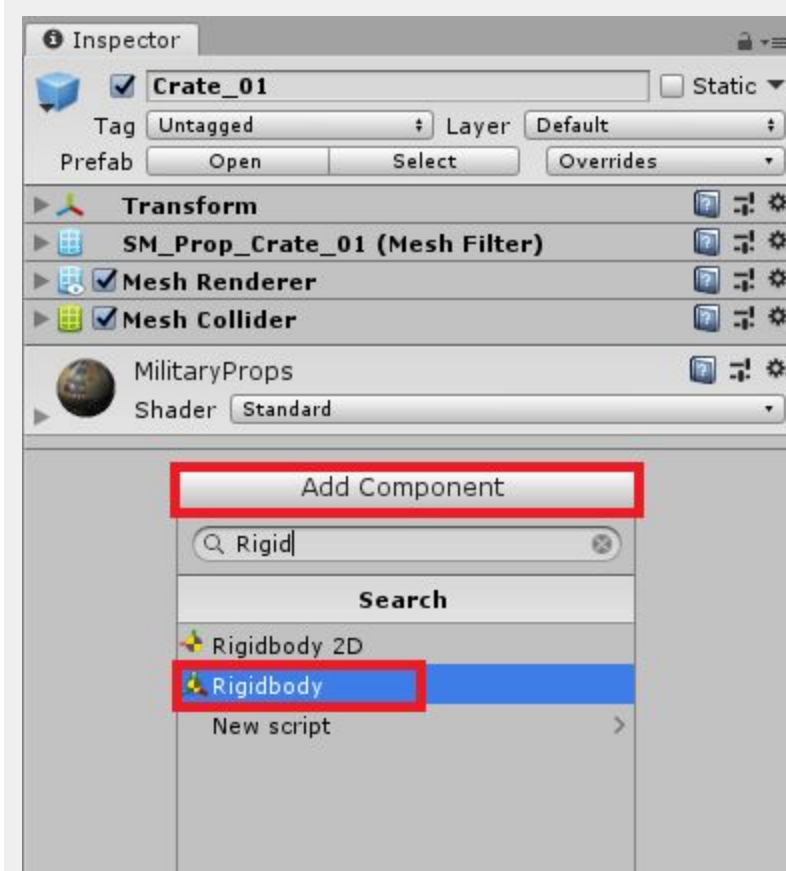 Inspector
Crate_01 Static
Tag Untagged Layer Default
Prefab Open Select Overrides
Transform
SM_Prop_Crate_01 (Mesh Filter)
Mesh Renderer
Mesh Collider
MilitaryProps
Shader Standard
Add Component
Rigid
Search
Rigidbody 2D
Rigidbody
New script